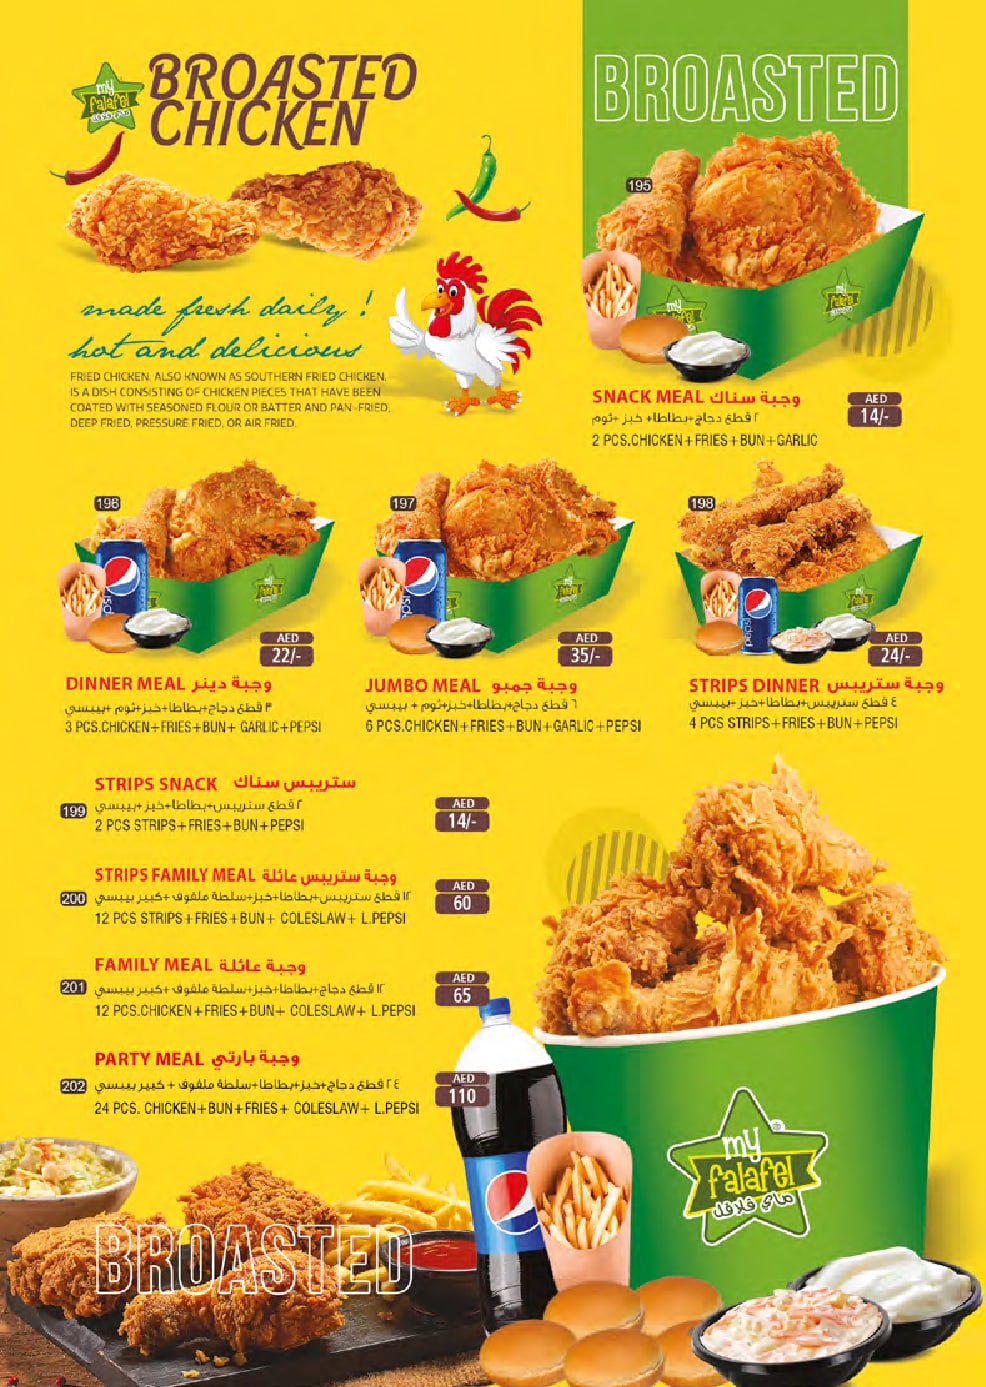 my
falafel
ماي فلافل
BROASTED
CHICKEN
made fresh daily !
hot and delicious
FRIED CHICKEN, ALSO KNOWN AS SOUTHERN FRIED CHICKEN,
IS A DISH CONSISTING OF CHICKEN PIECES THAT HAVE BEEN
COATED WITH SEASONED FLOUR OR BATTER AND PAN-FRIED,
DEEP FRIED, PRESSURE FRIED, OR AIR FRIED.
BROASTED
195
SNACK MEAL وجبة سناك
AED
14/-
٢ قطع دجاج+بطاطا+ خبز +ثوم
2 PCS.CHICKEN+FRIES+BUN+GARLIC
196
pepsi
AED
22/-
DINNER MEAL وجبة دينر
٣ قطع دجاج+بطاطا+خبز+ثوم +بيبسي
3 PCS.CHICKEN+FRIES+BUN+ GARLIC+PEPSI
197
pepsi
AED
35/-
JUMBO MEAL وجبة جمبو
٦ قطع دجاج+بطاطا+خبز+ثوم + بيبسي
6 PCS.CHICKEN+FRIES+BUN+GARLIC+PEPSI
198
pepsi
AED
24/-
STRIPS DINNER وجبة ستريبس
٤ قطع ستريبس+بطاطا+خبز+بيبسي
4 PCS STRIPS+FRIES+BUN+PEPSI
STRIPS SNACK ستريبس سناك
199
٢ قطع ستريبس+بطاطا+خبز+بيبسي
2 PCS STRIPS+FRIES+BUN+PEPSI
AED
14/-
STRIPS FAMILY MEAL وجبة ستريبس عائلة
200
١٢ قطع ستريبس+بطاطا+خبز+سلطة ملفوف +كبير بيبسي
12 PCS STRIPS+FRIES+BUN+ COLESLAW+ L.PEPSI
AED
60
FAMILY MEAL وجبة عائلة
201
١٢ قطع دجاج+بطاطا+خبز+سلطة ملفوف +كبير بيبسي
12 PCS.CHICKEN+FRIES+BUN+ COLESLAW+ L.PEPSI
AED
65
PARTY MEAL وجبة بارتي
202
٢٤ قطع دجاج+خبز+بطاطا+سلطة ملفوف + كبير بيبسي
24 PCS. CHICKEN+BUN+FRIES+ COLESLAW+ L.PEPSI
AED
110
my
falafel
ماي فلافل
®
BROASTED